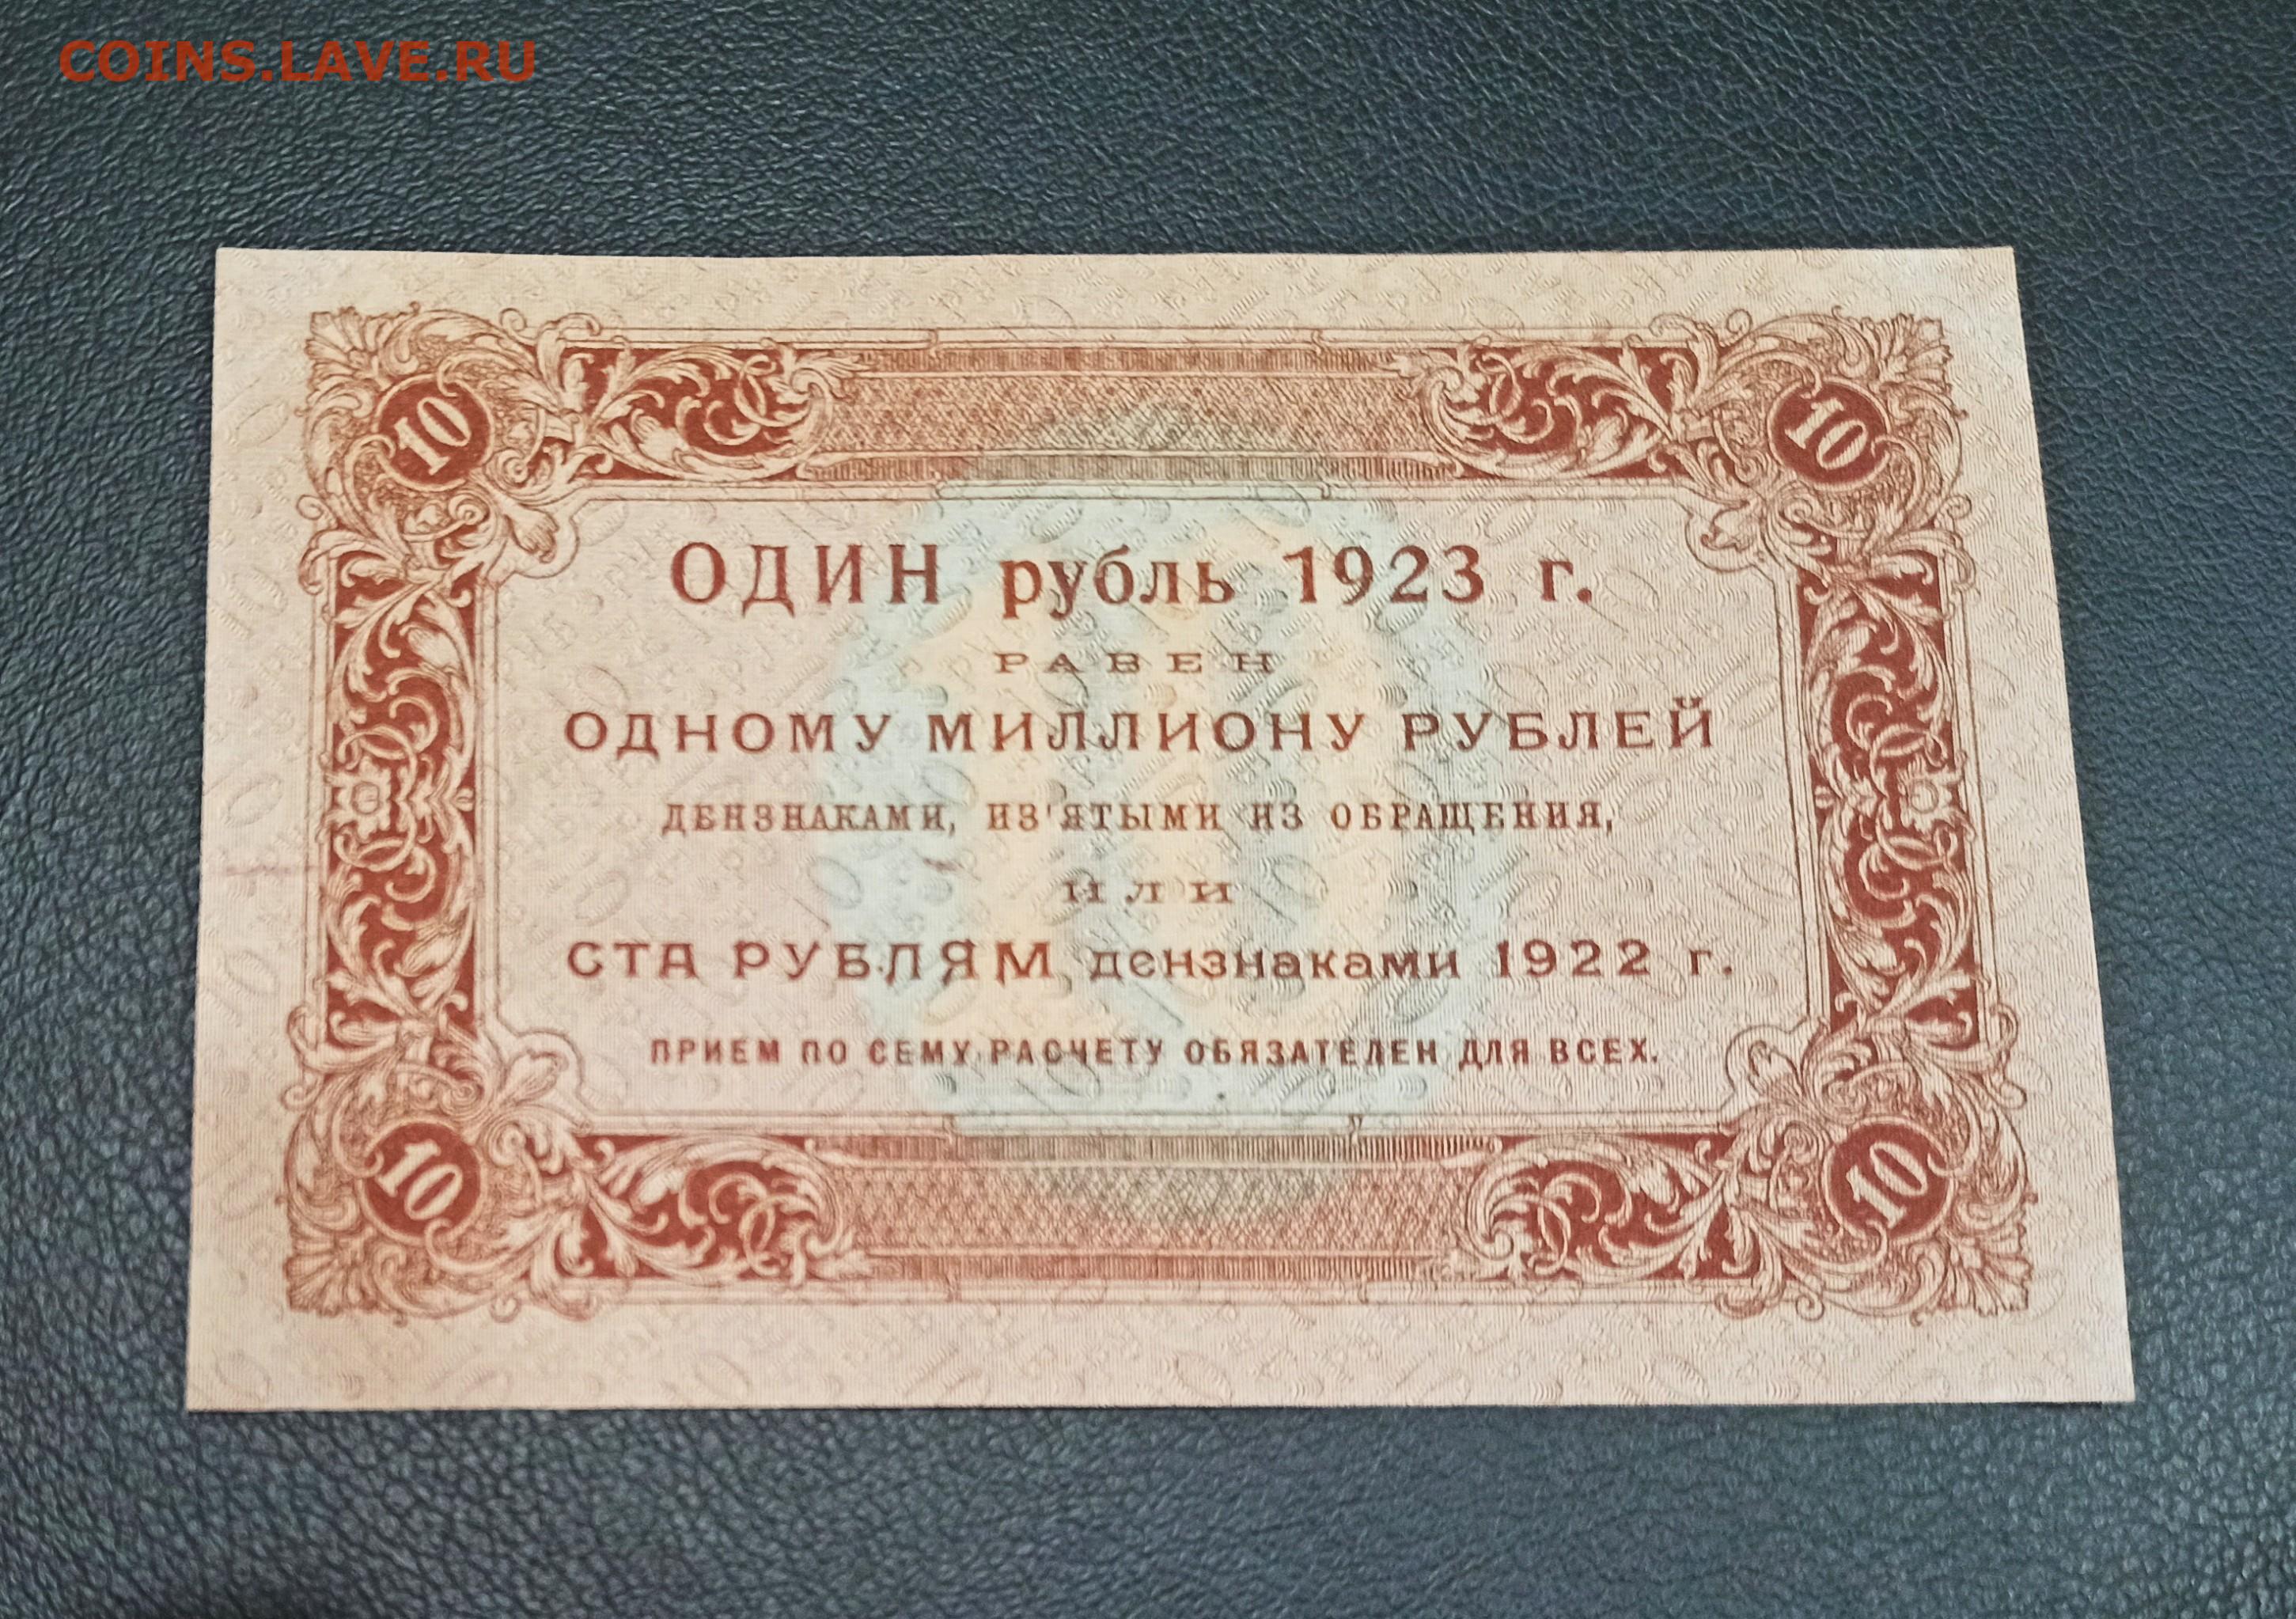 COINS.LAVE.RU
10 10
ОДИН рубль 1923 г.
РАВЕН
ОДНОМУ МИЛЛИОНУ РУБЛЕЙ
ДЕНЗНАКАМИ, ИЗ'ЯТЫМИ ИЗ ОБРАЩЕНИЯ,
ИЛИ
СТА РУБЛЯМ дензнаками 1922 г.
ПРИЕМ ПО СЕМУ РАСЧЕТУ ОБЯЗАТЕЛЕН ДЛЯ ВСЕХ.
10 10